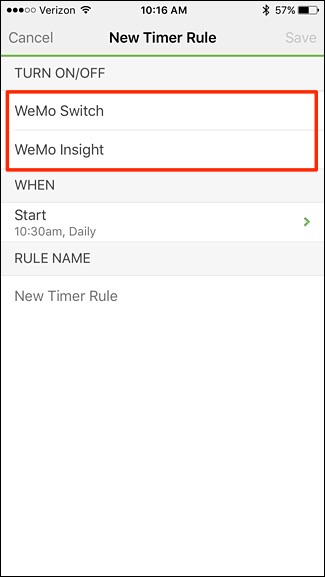 Verizon 10:16 AM 57%
Cancel New Timer Rule Save
TURN ON/OFF
WeMo Switch
WeMo Insight
WHEN
Start
10:30am, Daily
RULE NAME
New Timer Rule